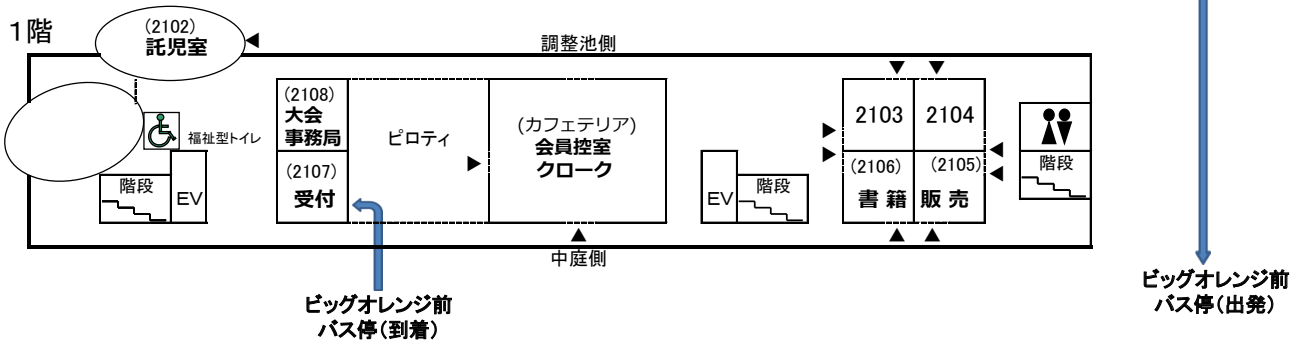 1階
(2102)
託児室
調整池側
(2108)
大会
事務局
ピロティ
(カフェテリア)
会員控室
クローク
2103
2104
福祉型トイレ
階段
EV
(2107)
受付
EV
階段
(2106)
書籍
(2105)
販売
階段
中庭側
ビッグオレンジ前
バス停(到着)
ビッグオレンジ前
バス停(出発)